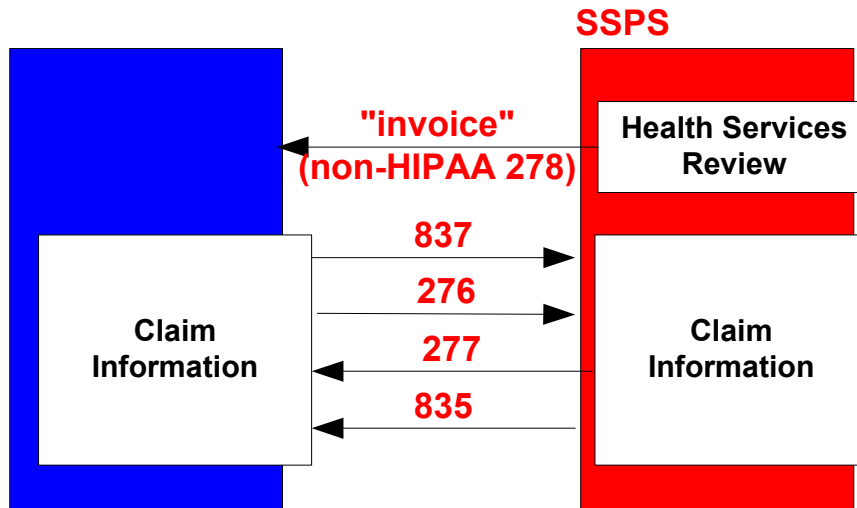 SSPS
"invoice"
(non-HIPAA 278)
Health Services
Review
837
276
277
835
Claim
Information
Claim
Information